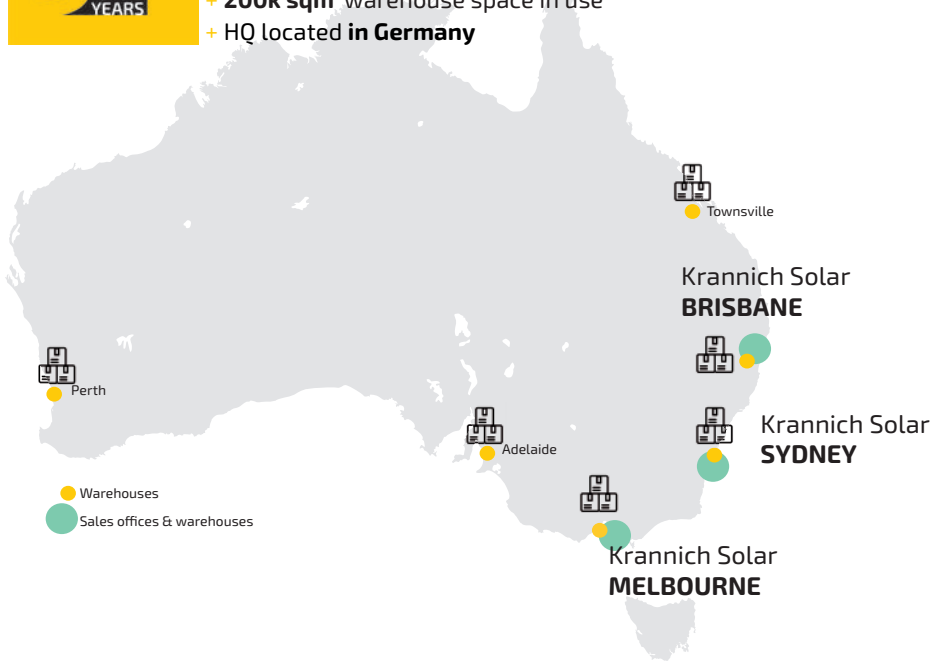 YEARS
+ 200k sqm warehouse space in use
+ HQ located in Germany
Townsville
Krannich Solar
BRISBANE
Perth
Krannich Solar
SYDNEY
Adelaide
Warehouses
Sales offices & warehouses
Krannich Solar
MELBOURNE